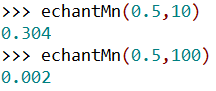 >>> echantMn(0.5,10)
0.304
>>> echantMn(0.5,100)
0.002